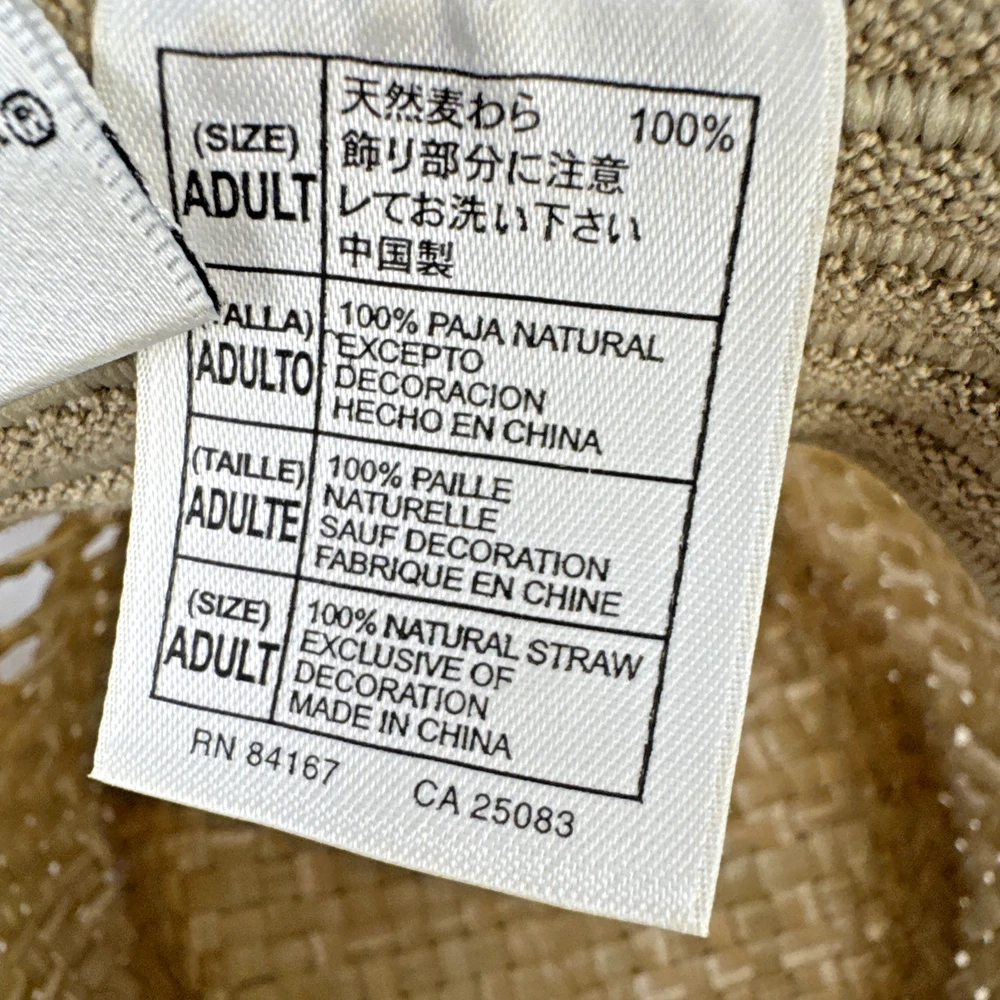 ®
(SIZE)
ADULT
天然麦わら 100%
飾り部分に注意
してお洗い下さい
中国製
ALLA)
ADULTO
100% PAJA NATURAL
EXCEPTO
DECORACION
HECHO EN CHINA
(TAILLE)
ADULTE
100% PAILLE
NATURELLE
SAUF DECORATION
FABRIQUE EN CHINE
(SIZE)
ADULT
100% NATURAL STRAW
EXCLUSIVE OF
DECORATION
MADE IN CHINA
RN 84167 CA 25083